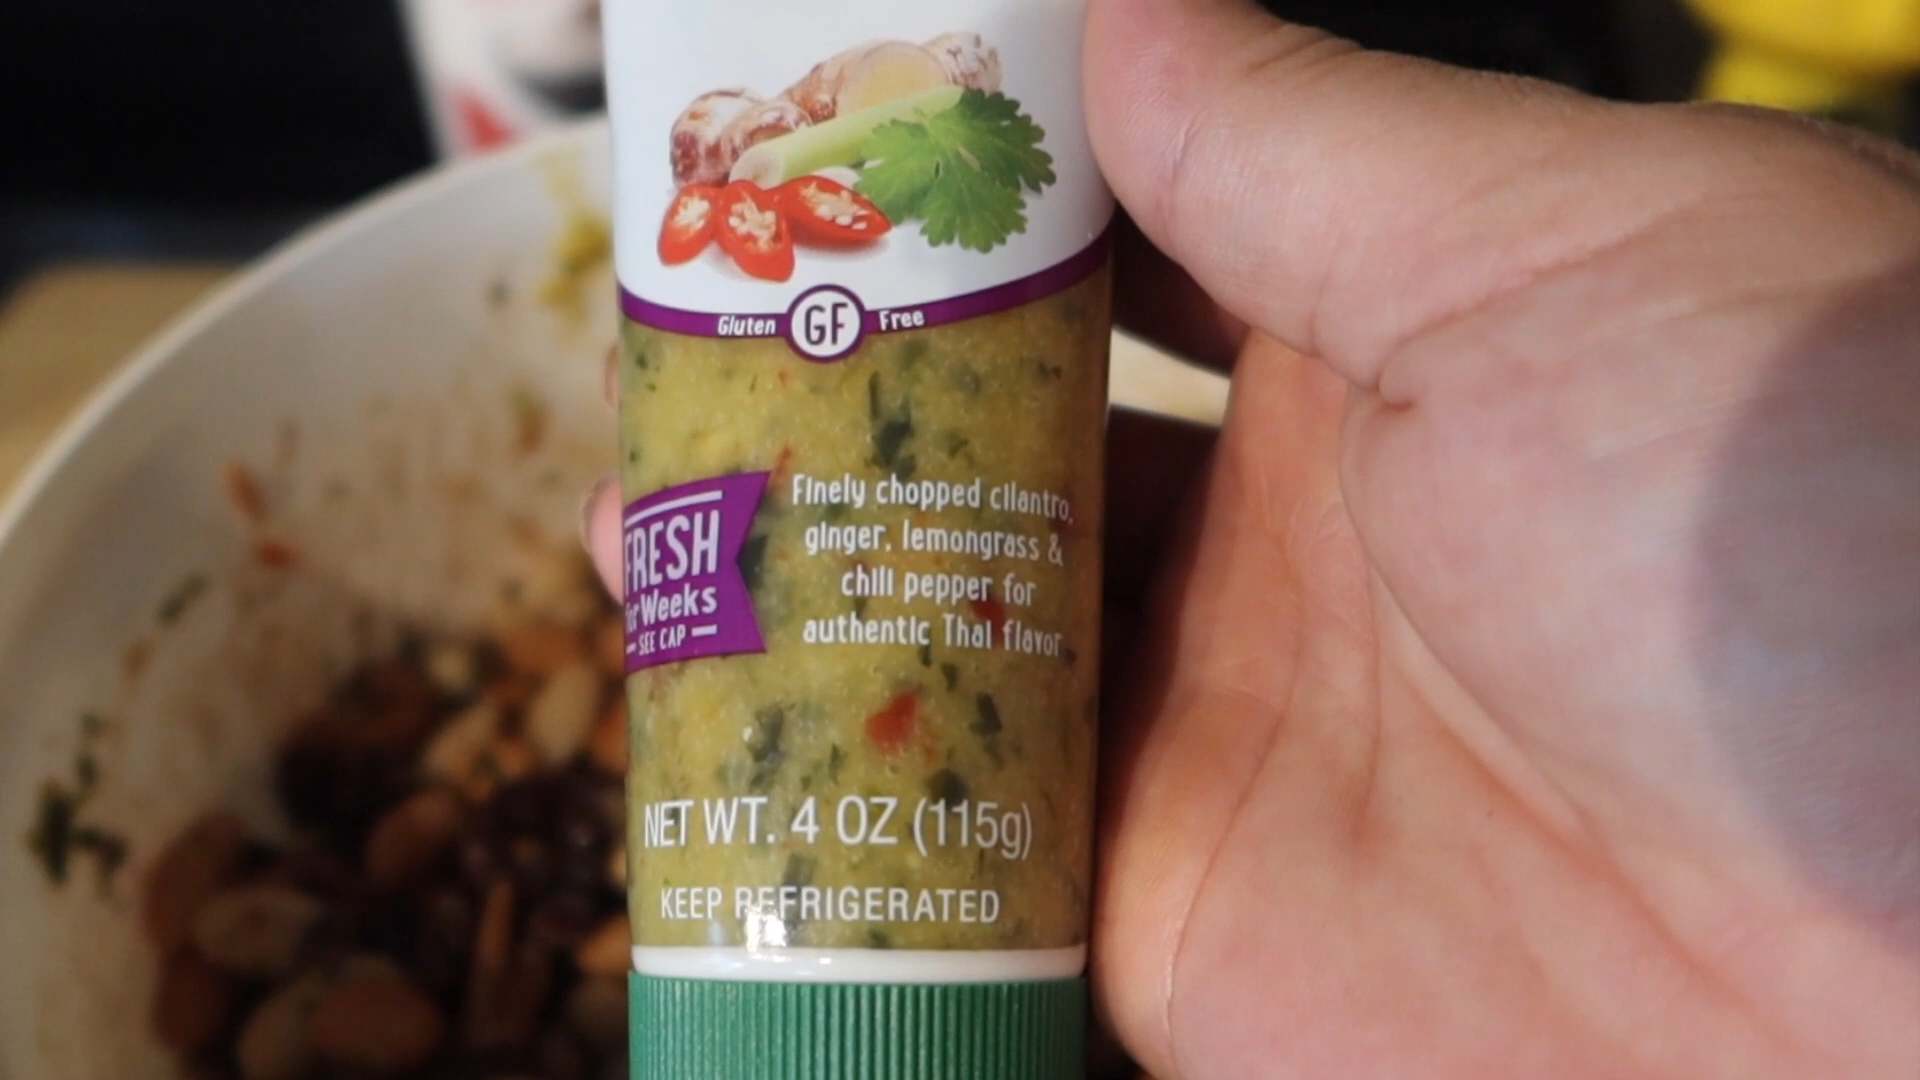 Gluten GF Free
Finely chopped cilantro,
ginger, lemongrass &
chili pepper for
authentic Thai flavor
FRESH
for Weeks
SEE CAP
NET WT. 4 OZ (115g)
KEEP REFRIGERATED